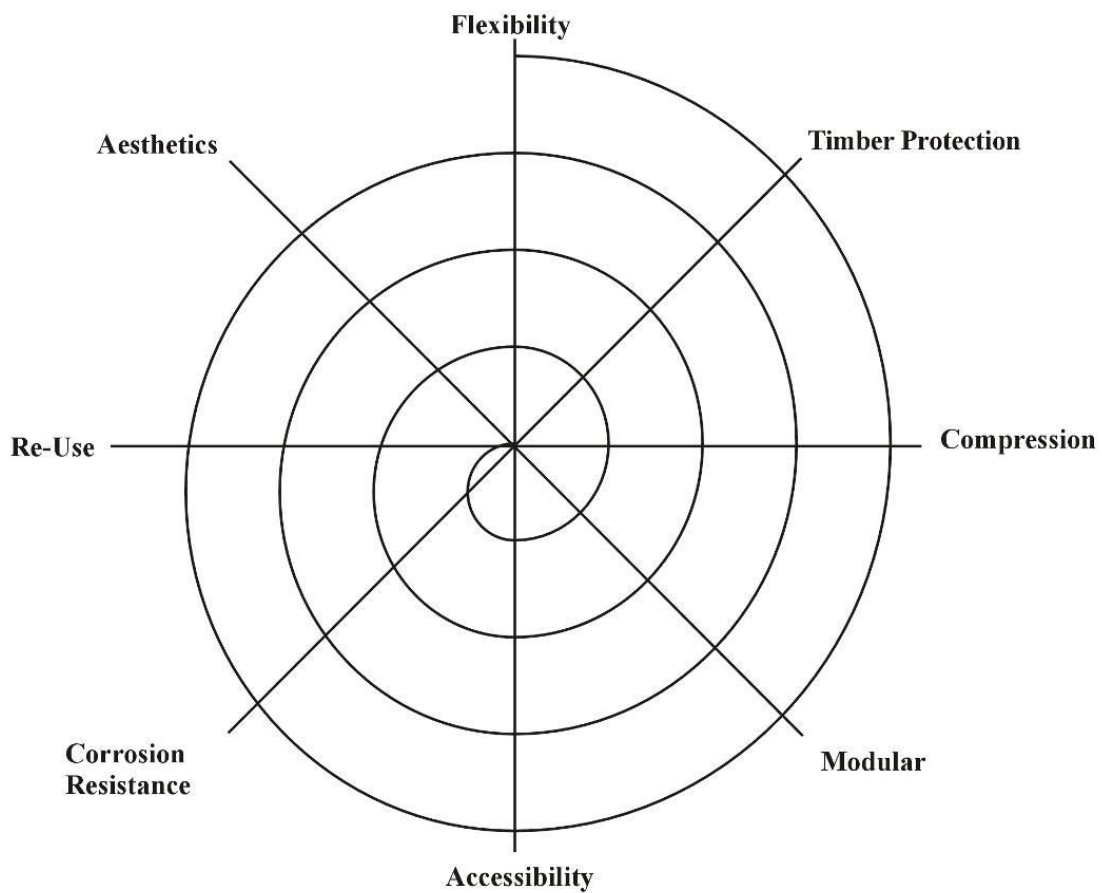 Flexibility
Aesthetics
Timber Protection
Re-Use
Compression
Corrosion
Resistance
Modular
Accessibility